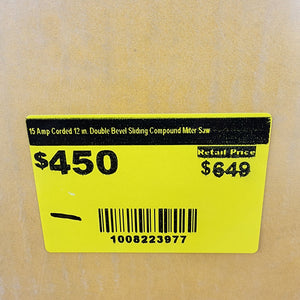 15 Amp Corded 12 in. Double Bevel Sliding Compound Miter Saw
$450
Retail Price
$649
1008223977